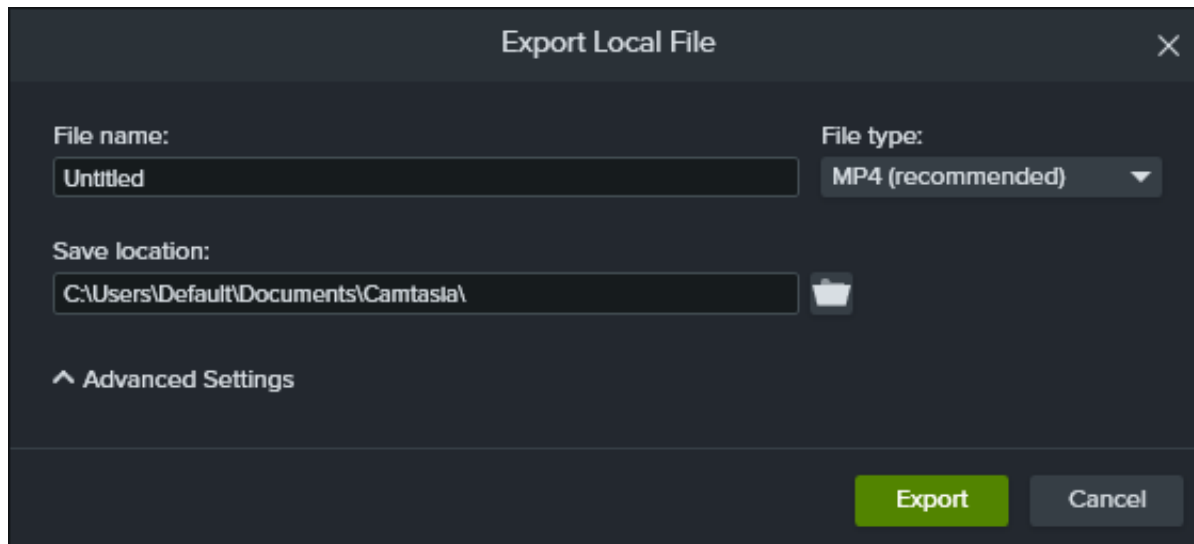 Export Local File
File name:
File type:
Untitled
MP4 (recommended)
Save location:
C:\Users\Default\Documents\Camtasia\
Advanced Settings
Export
Cancel